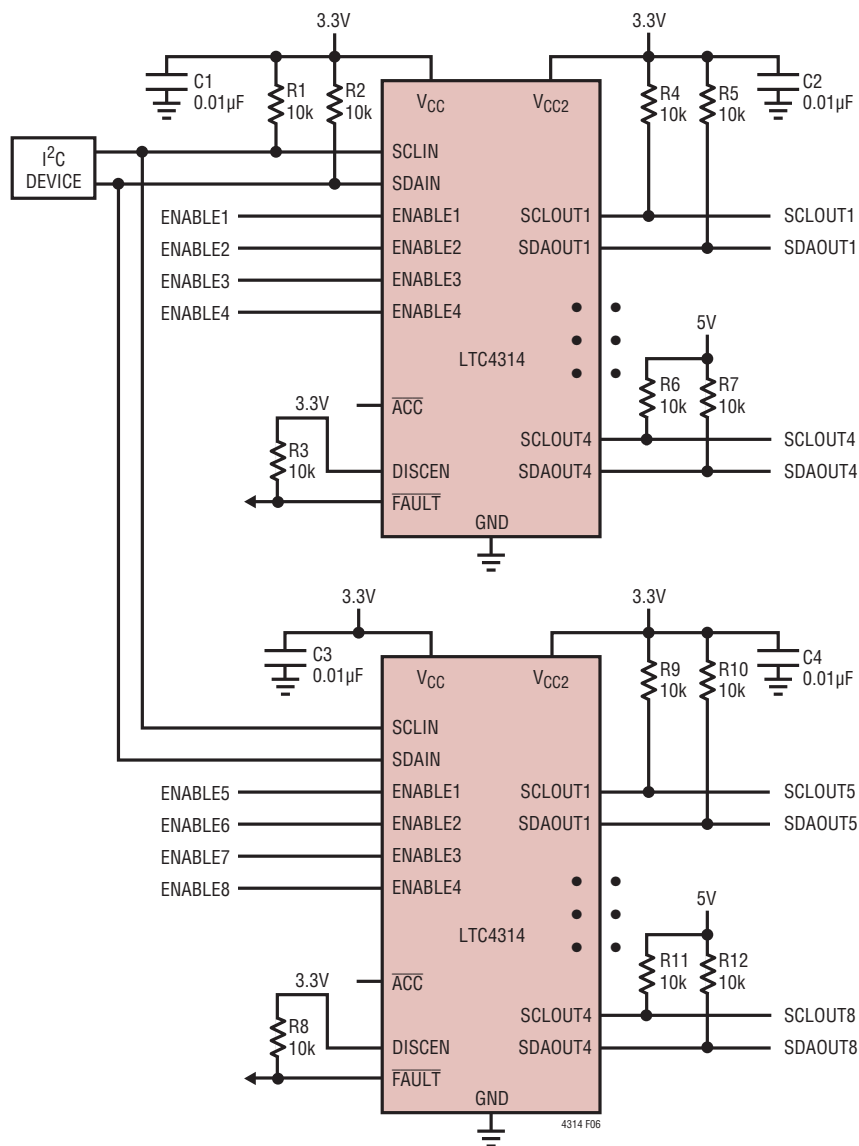 3.3V
3.3V
C1
0.01µF
R1
10k
R2
10k
VCC
VCC2
R4
10k
R5
10k
C2
0.01µF
I2C
DEVICE
SCLIN
SDAIN
ENABLE1
ENABLE1
SCLOUT1
SCLOUT1
ENABLE2
ENABLE2
SDAOUT1
SDAOUT1
ENABLE3
ENABLE3
ENABLE4
ENABLE4
5V
LTC4314
R6
10k
R7
10k
3.3V
ACC
R3
10k
SCLOUT4
SCLOUT4
DISCEN
SDAOUT4
SDAOUT4
FAULT
GND
3.3V
3.3V
C3
0.01µF
VCC
VCC2
R9
10k
R10
10k
C4
0.01µF
SCLIN
SDAIN
ENABLE5
ENABLE1
SCLOUT1
SCLOUT5
ENABLE6
ENABLE2
SDAOUT1
SDAOUT5
ENABLE7
ENABLE3
ENABLE8
ENABLE4
5V
LTC4314
R11
10k
R12
10k
3.3V
ACC
R8
10k
SCLOUT4
SCLOUT8
DISCEN
SDAOUT4
SDAOUT8
FAULT
GND
4314 F06